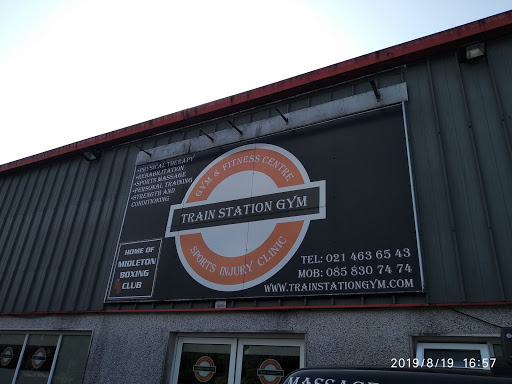 •PHYSICAL THERAPY
•REHABILITATION
•SPORTS MASSAGE
•PERSONAL TRAINING
•STRENGTH AND
CONDITIONING
GYM & FITNESS CENTRE
TRAIN STATION GYM
SPORTS INJURY CLINIC
HOME OF
MIDLETON
BOXING
CLUB
TEL: 021 463 65 43
MOB: 085 830 74 74
WWW.TRAINSTATIONGYM.COM
MASSAGE
2019/8/19 16:57